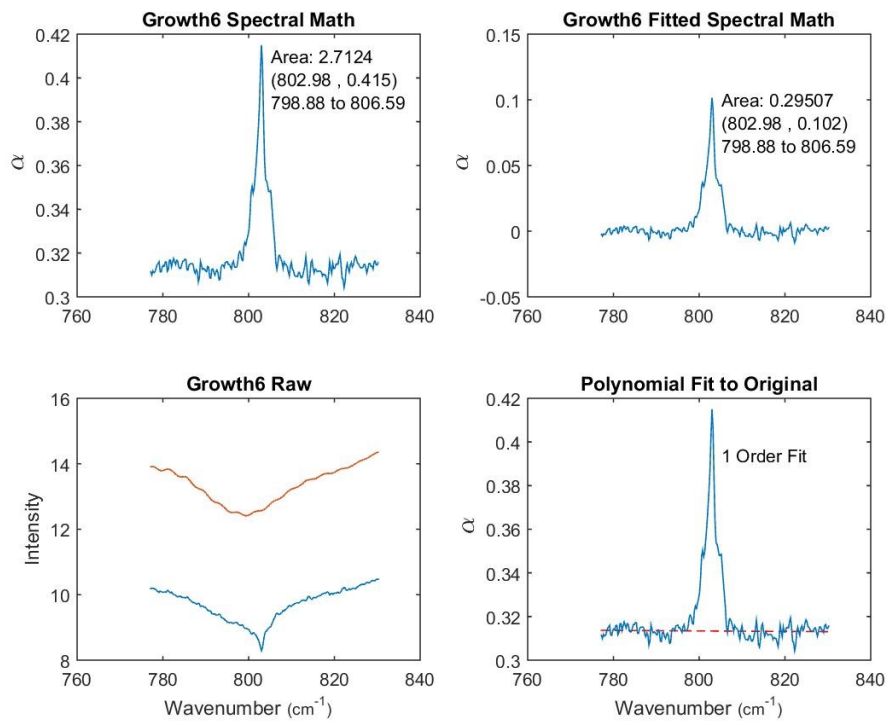 Growth6 Spectral Math
0.42
0.4
0.38
0.36
0.34
0.32
0.3
α
760
780
800
820
840
Area: 2.7124
(802.98 , 0.415)
798.88 to 806.59
Growth6 Fitted Spectral Math
0.15
0.1
0.05
0
-0.05
α
760
780
800
820
840
Area: 0.29507
(802.98 , 0.102)
798.88 to 806.59
Growth6 Raw
16
14
12
10
8
Intensity
760
780
800
820
840
Wavenumber (cm⁻¹)
Polynomial Fit to Original
0.42
0.4
0.38
0.36
0.34
0.32
0.3
α
1 Order Fit
760
780
800
820
840
Wavenumber (cm⁻¹)